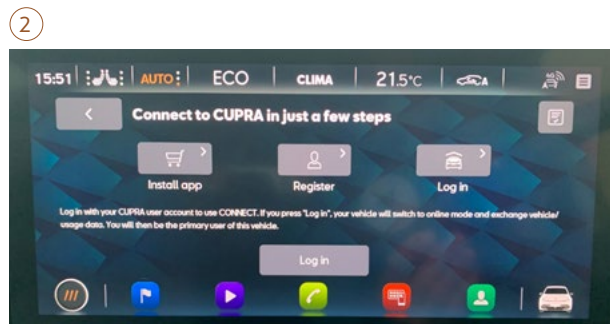 2
15:51 AUTO ECO CLIMA 21.5°C A 4G
Connect to CUPRA in just a few steps
Install app Register Log in
Log in with your CUPRA user account to use CONNECT. If you press "Log in", your vehicle will switch to online mode and exchange vehicle/
usage data. You will then be the primary user of this vehicle.
Log in